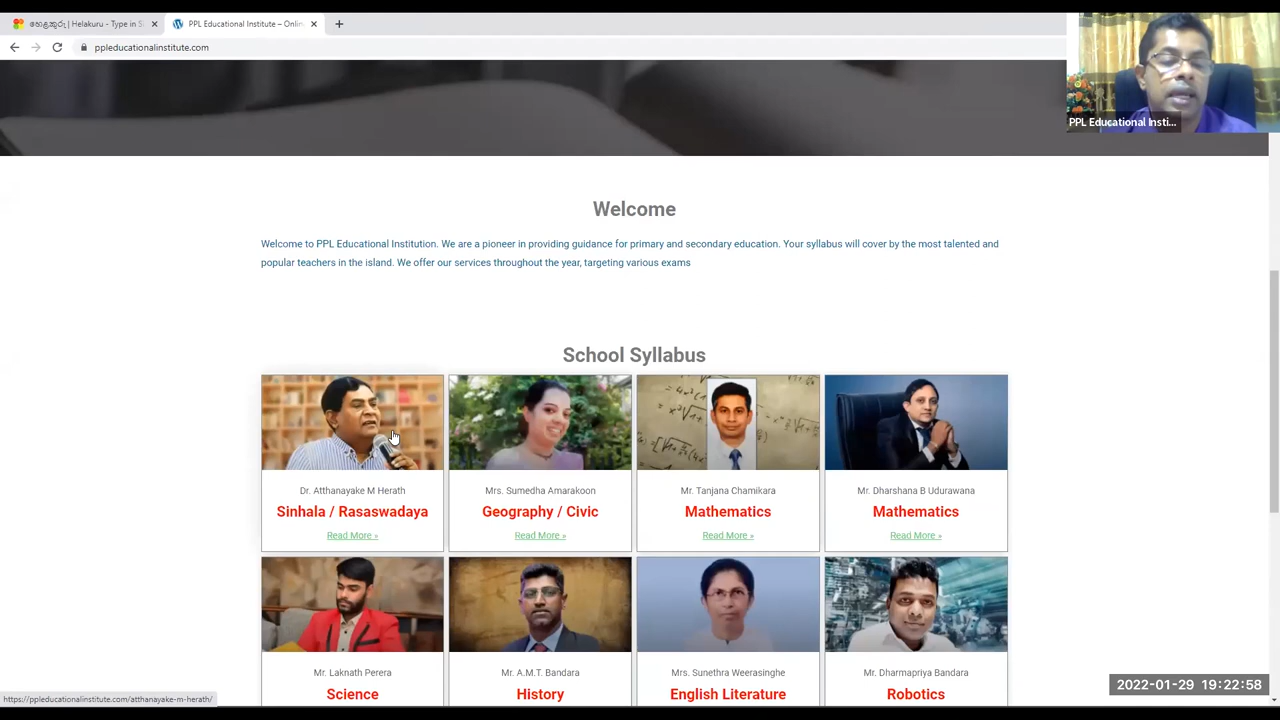 හෙළකුරු | Helakuru - Type in Si
PPL Educational Institute – Onlin
ppleducationalinstitute.com
PPL Educational Insti...
Welcome
Welcome to PPL Educational Institution. We are a pioneer in providing guidance for primary and secondary education. Your syllabus will cover by the most talented and
popular teachers in the island. We offer our services throughout the year, targeting various exams
School Syllabus
Dr. Atthanayake M Herath
Sinhala / Rasaswadaya
Read More »
Mrs. Sumedha Amarakoon
Geography / Civic
Read More »
Mr. Tanjana Chamikara
Mathematics
Read More »
Mr. Dharshana B Udurawana
Mathematics
Read More »
Mr. Laknath Perera
Science
Mr. A.M.T. Bandara
History
Mrs. Sunethra Weerasinghe
English Literature
Mr. Dharmapriya Bandara
Robotics
https://ppleducationalinstitute.com/atthanayake-m-herath/
2022-01-29 19:22:58